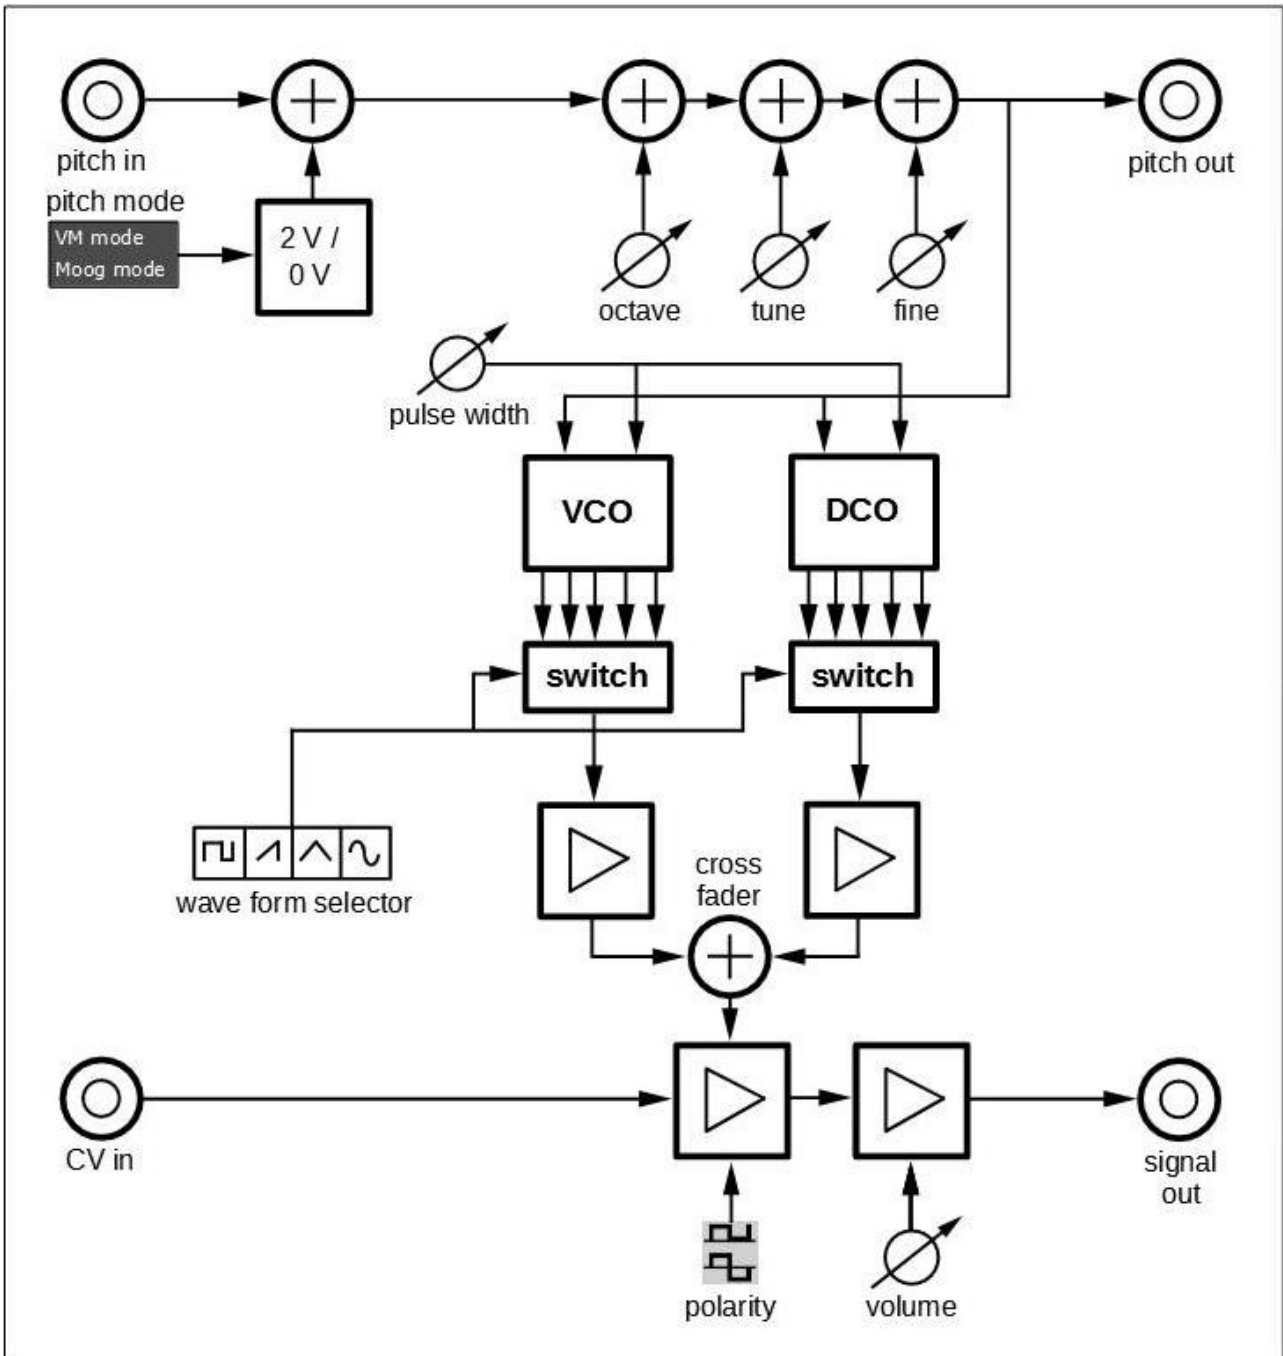 pitch in
pitch out
pitch mode
VM mode
Moog mode
2 V /
0 V
octave
tune
fine
pulse width
VCO
DCO
switch
switch
wave form selector
cross
fader
CV in
signal
out
polarity
volume